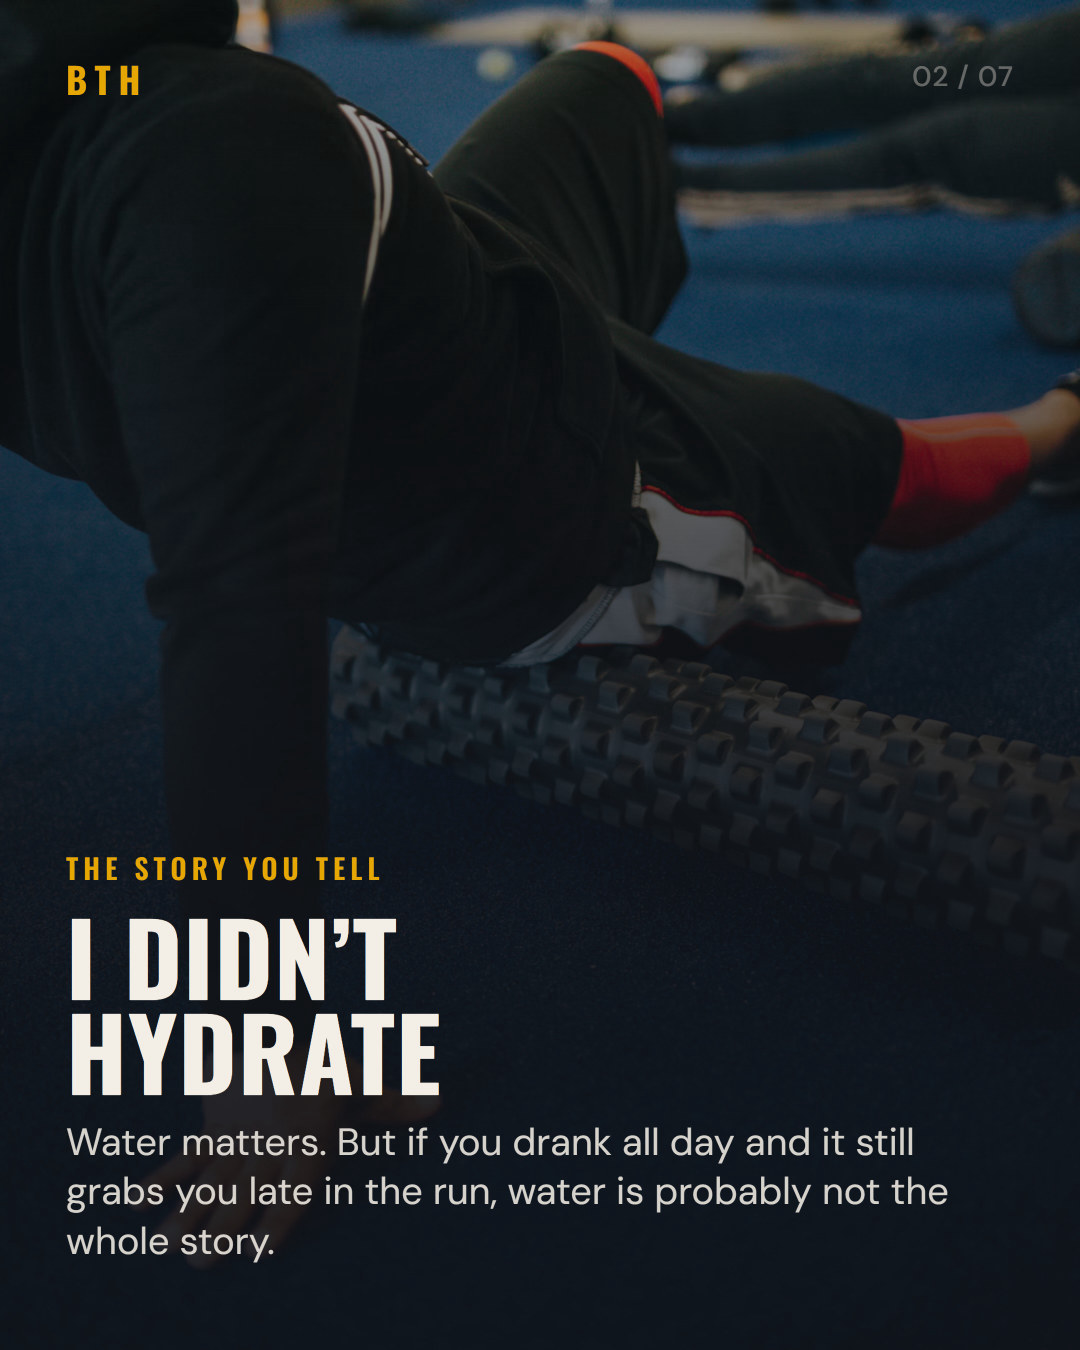 BTH
02 / 07
THE STORY YOU TELL
I DIDN’T
HYDRATE
Water matters. But if you drank all day and it still
grabs you late in the run, water is probably not the
whole story.